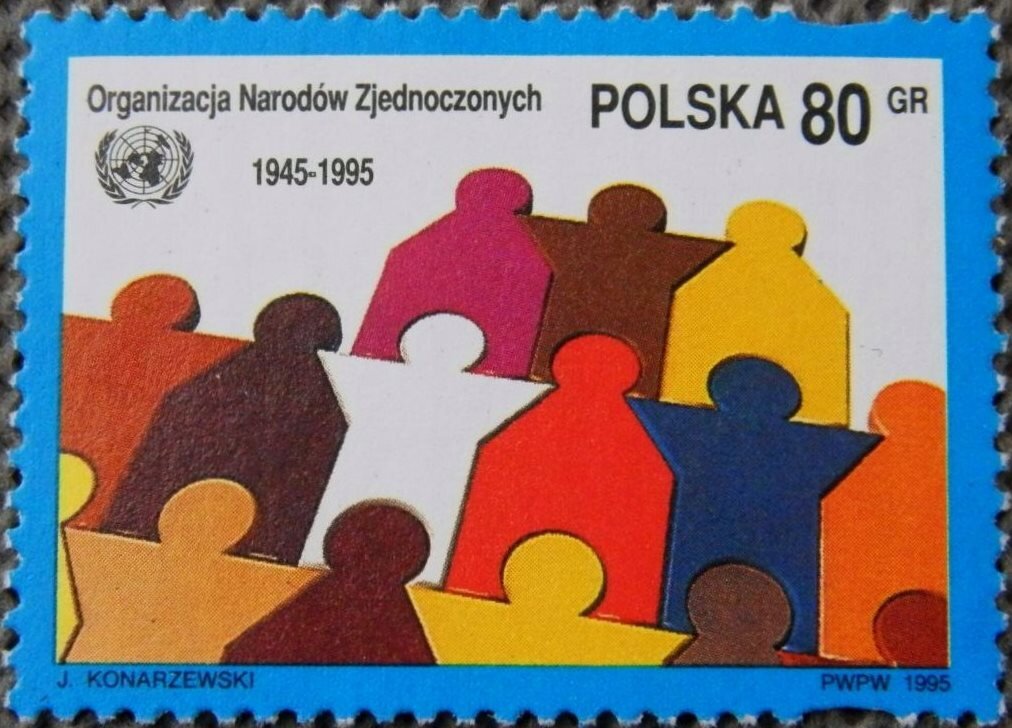 Organizacja Narodów Zjednoczonych
POLSKA 80 GR
1945-1995
J. KONARZEWSKI
PWPW 1995